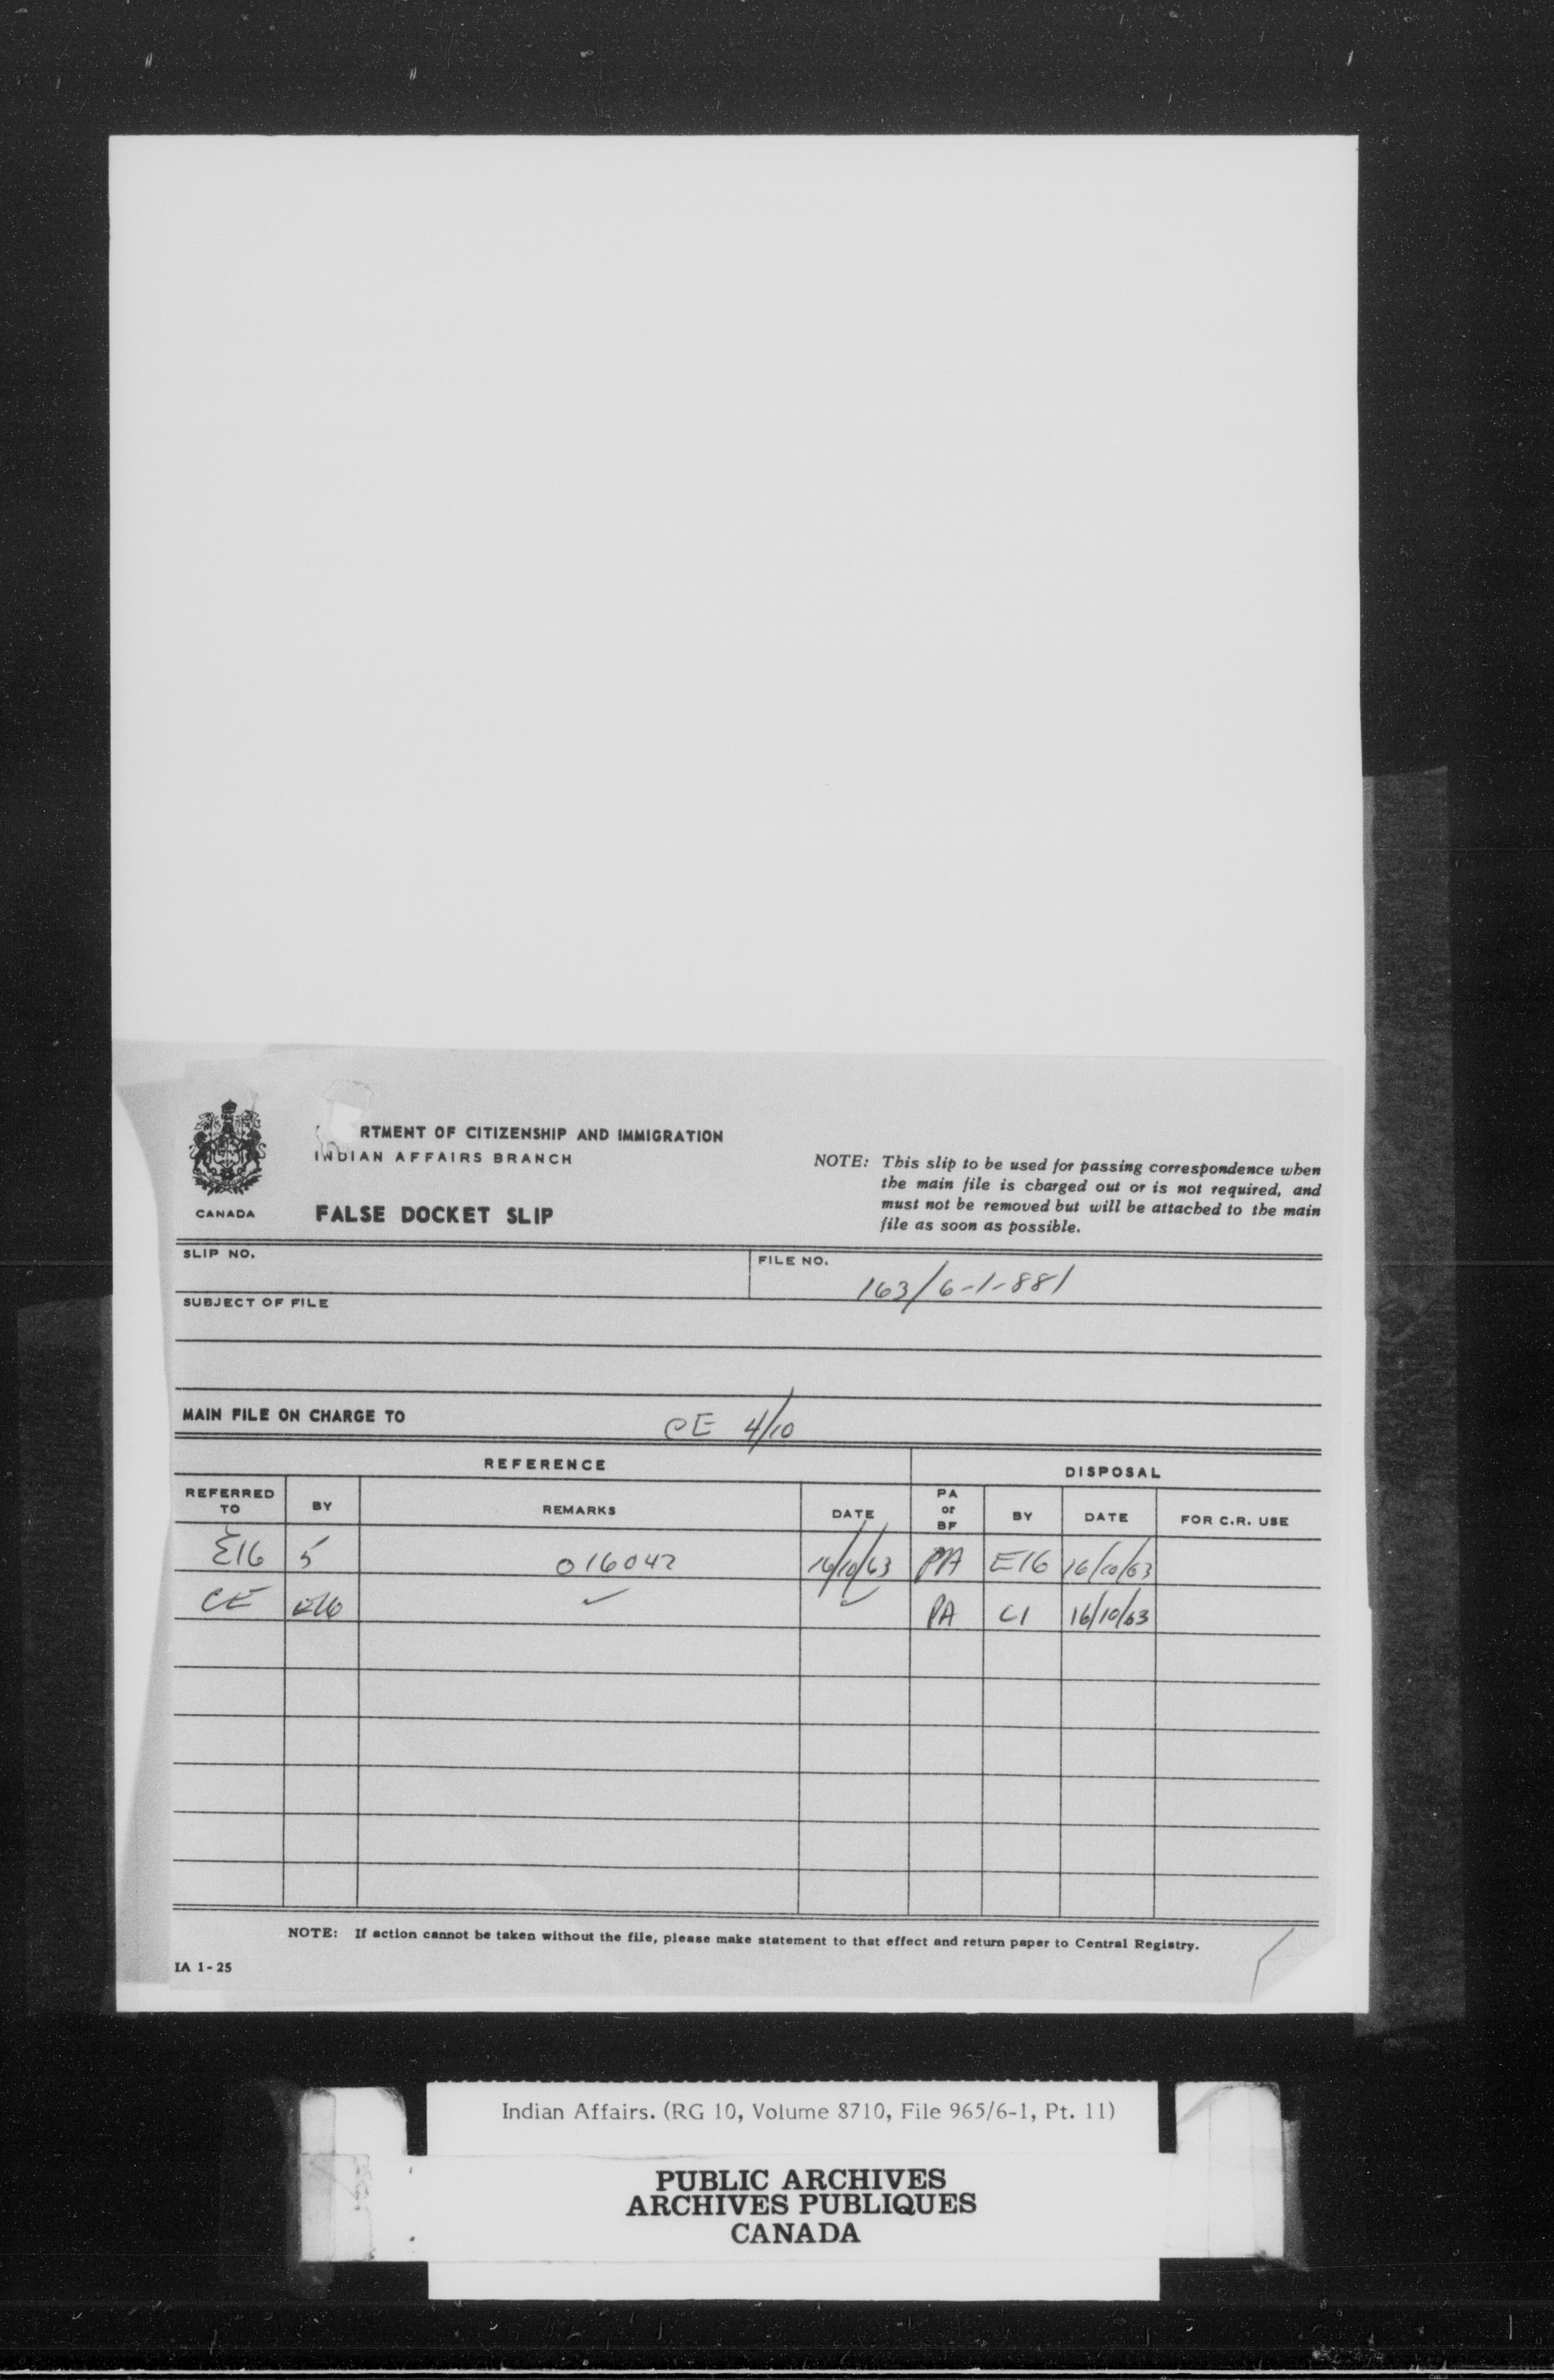 RTMENT OF CITIZENSHIP AND IMMIGRATION
INDIAN AFFAIRS BRANCH
CANADA
FALSE DOCKET SLIP
NOTE: This slip to be used for passing correspondence when
the main file is charged out or is not required, and
must not be removed but will be attached to the main
file as soon as possible.
SLIP NO.
FILE NO. 163/6-1-881
SUBJECT OF FILE
MAIN FILE ON CHARGE TO CE 4/10
REFERENCE DISPOSAL
REFERRED TO BY REMARKS DATE PA or BF BY DATE FOR C.R. USE
E16 5 016042 16/10/63 PA E16 16/10/63
CE E16 ✓ ✓ PA C1 16/10/63
NOTE: If action cannot be taken without the file, please make statement to that effect and return paper to Central Registry.
IA 1-25
Indian Affairs. (RG 10, Volume 8710, File 965/6-1, Pt. 11)
PUBLIC ARCHIVES
ARCHIVES PUBLIQUES
CANADA